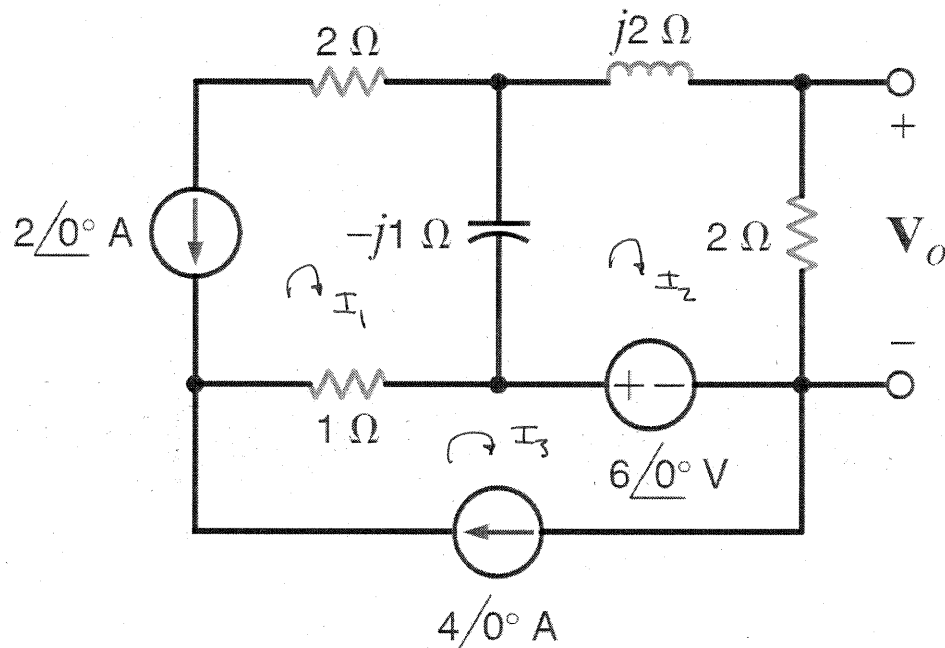 2 Ω
j2 Ω
+
2/0° A
−j1 Ω
2 Ω
V_o
I_1
I_2
−
+ −
1 Ω
I_3
6/0° V
4/0° A